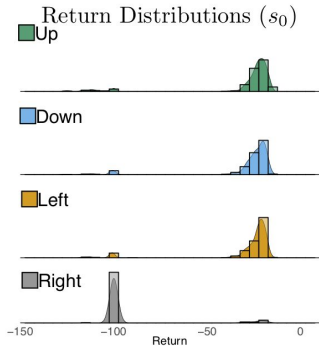 Return Distributions (s₀)
Up
Down
Left
Right
−150 −100 −50 0
Return